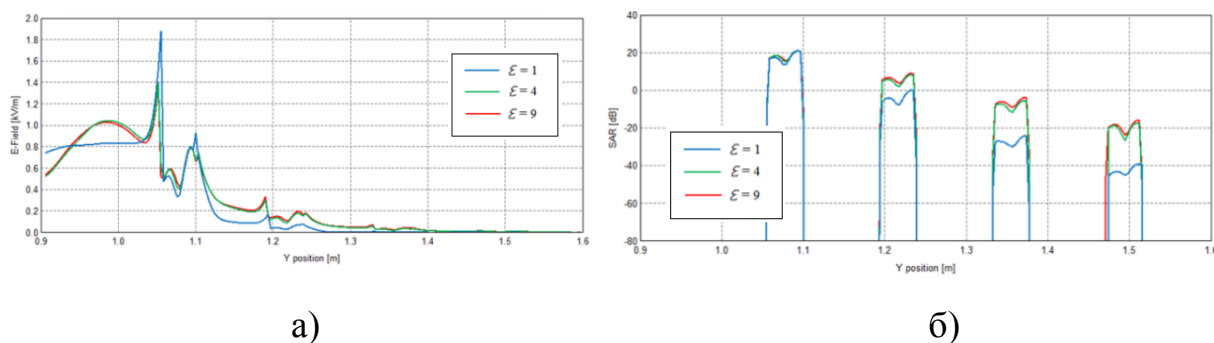 2.0
1.8
1.6
1.4
1.2
1.0
0.8
0.6
0.4
0.2
0.0
E-Field [kV/m]
ℰ = 1
ℰ = 4
ℰ = 9
0.9 1.0 1.1 1.2 1.3 1.4 1.5 1.6
Y position [m]
а)
40
20
0
-20
-40
-60
-80
SAR [dB]
ℰ = 1
ℰ = 4
ℰ = 9
0.9 1.0 1.1 1.2 1.3 1.4 1.5 1.6
Y position [m]
б)